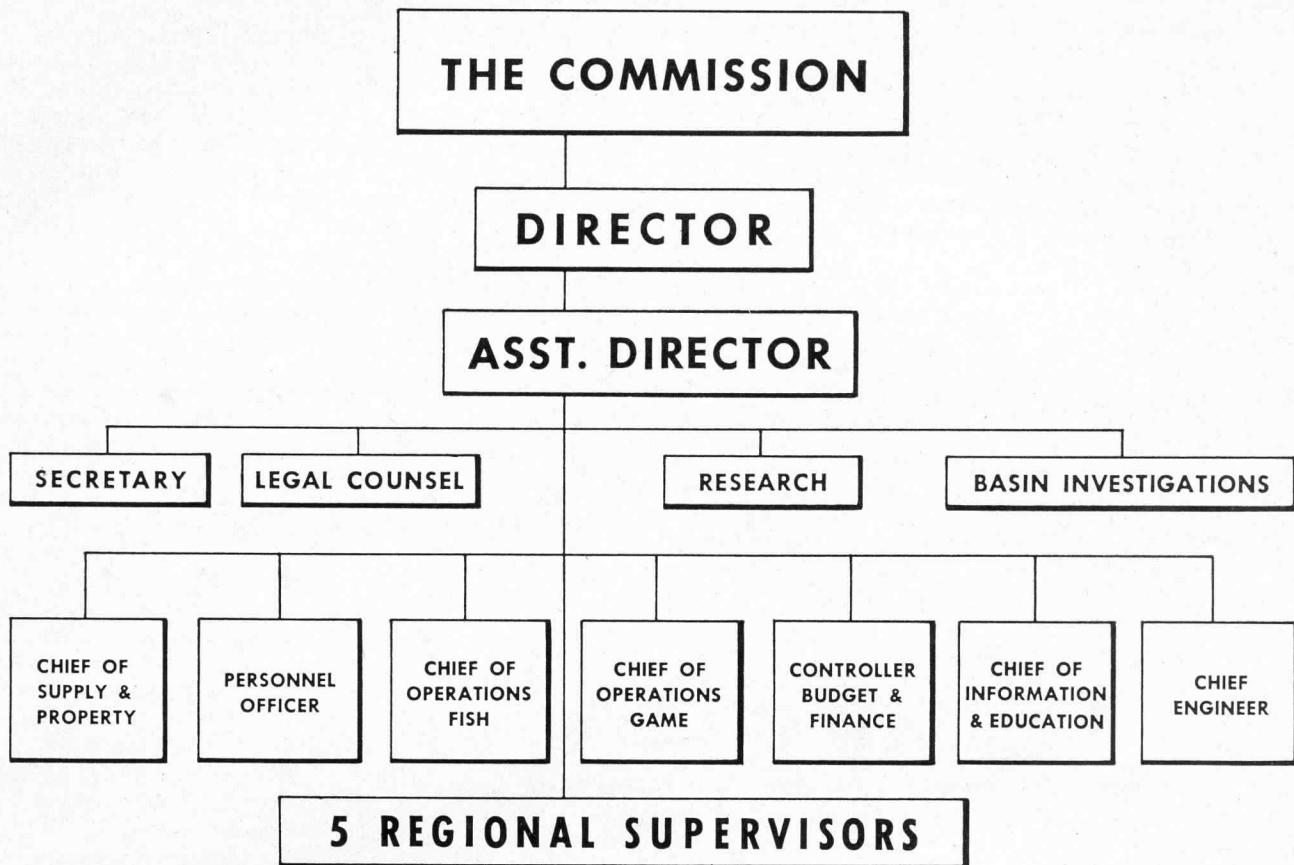 THE COMMISSION
DIRECTOR
ASST. DIRECTOR
SECRETARY
LEGAL COUNSEL
RESEARCH
BASIN INVESTIGATIONS
CHIEF OF
SUPPLY &
PROPERTY
PERSONNEL
OFFICER
CHIEF OF
OPERATIONS
FISH
CHIEF OF
OPERATIONS
GAME
CONTROLLER
BUDGET &
FINANCE
CHIEF OF
INFORMATION
& EDUCATION
CHIEF
ENGINEER
5 REGIONAL SUPERVISORS